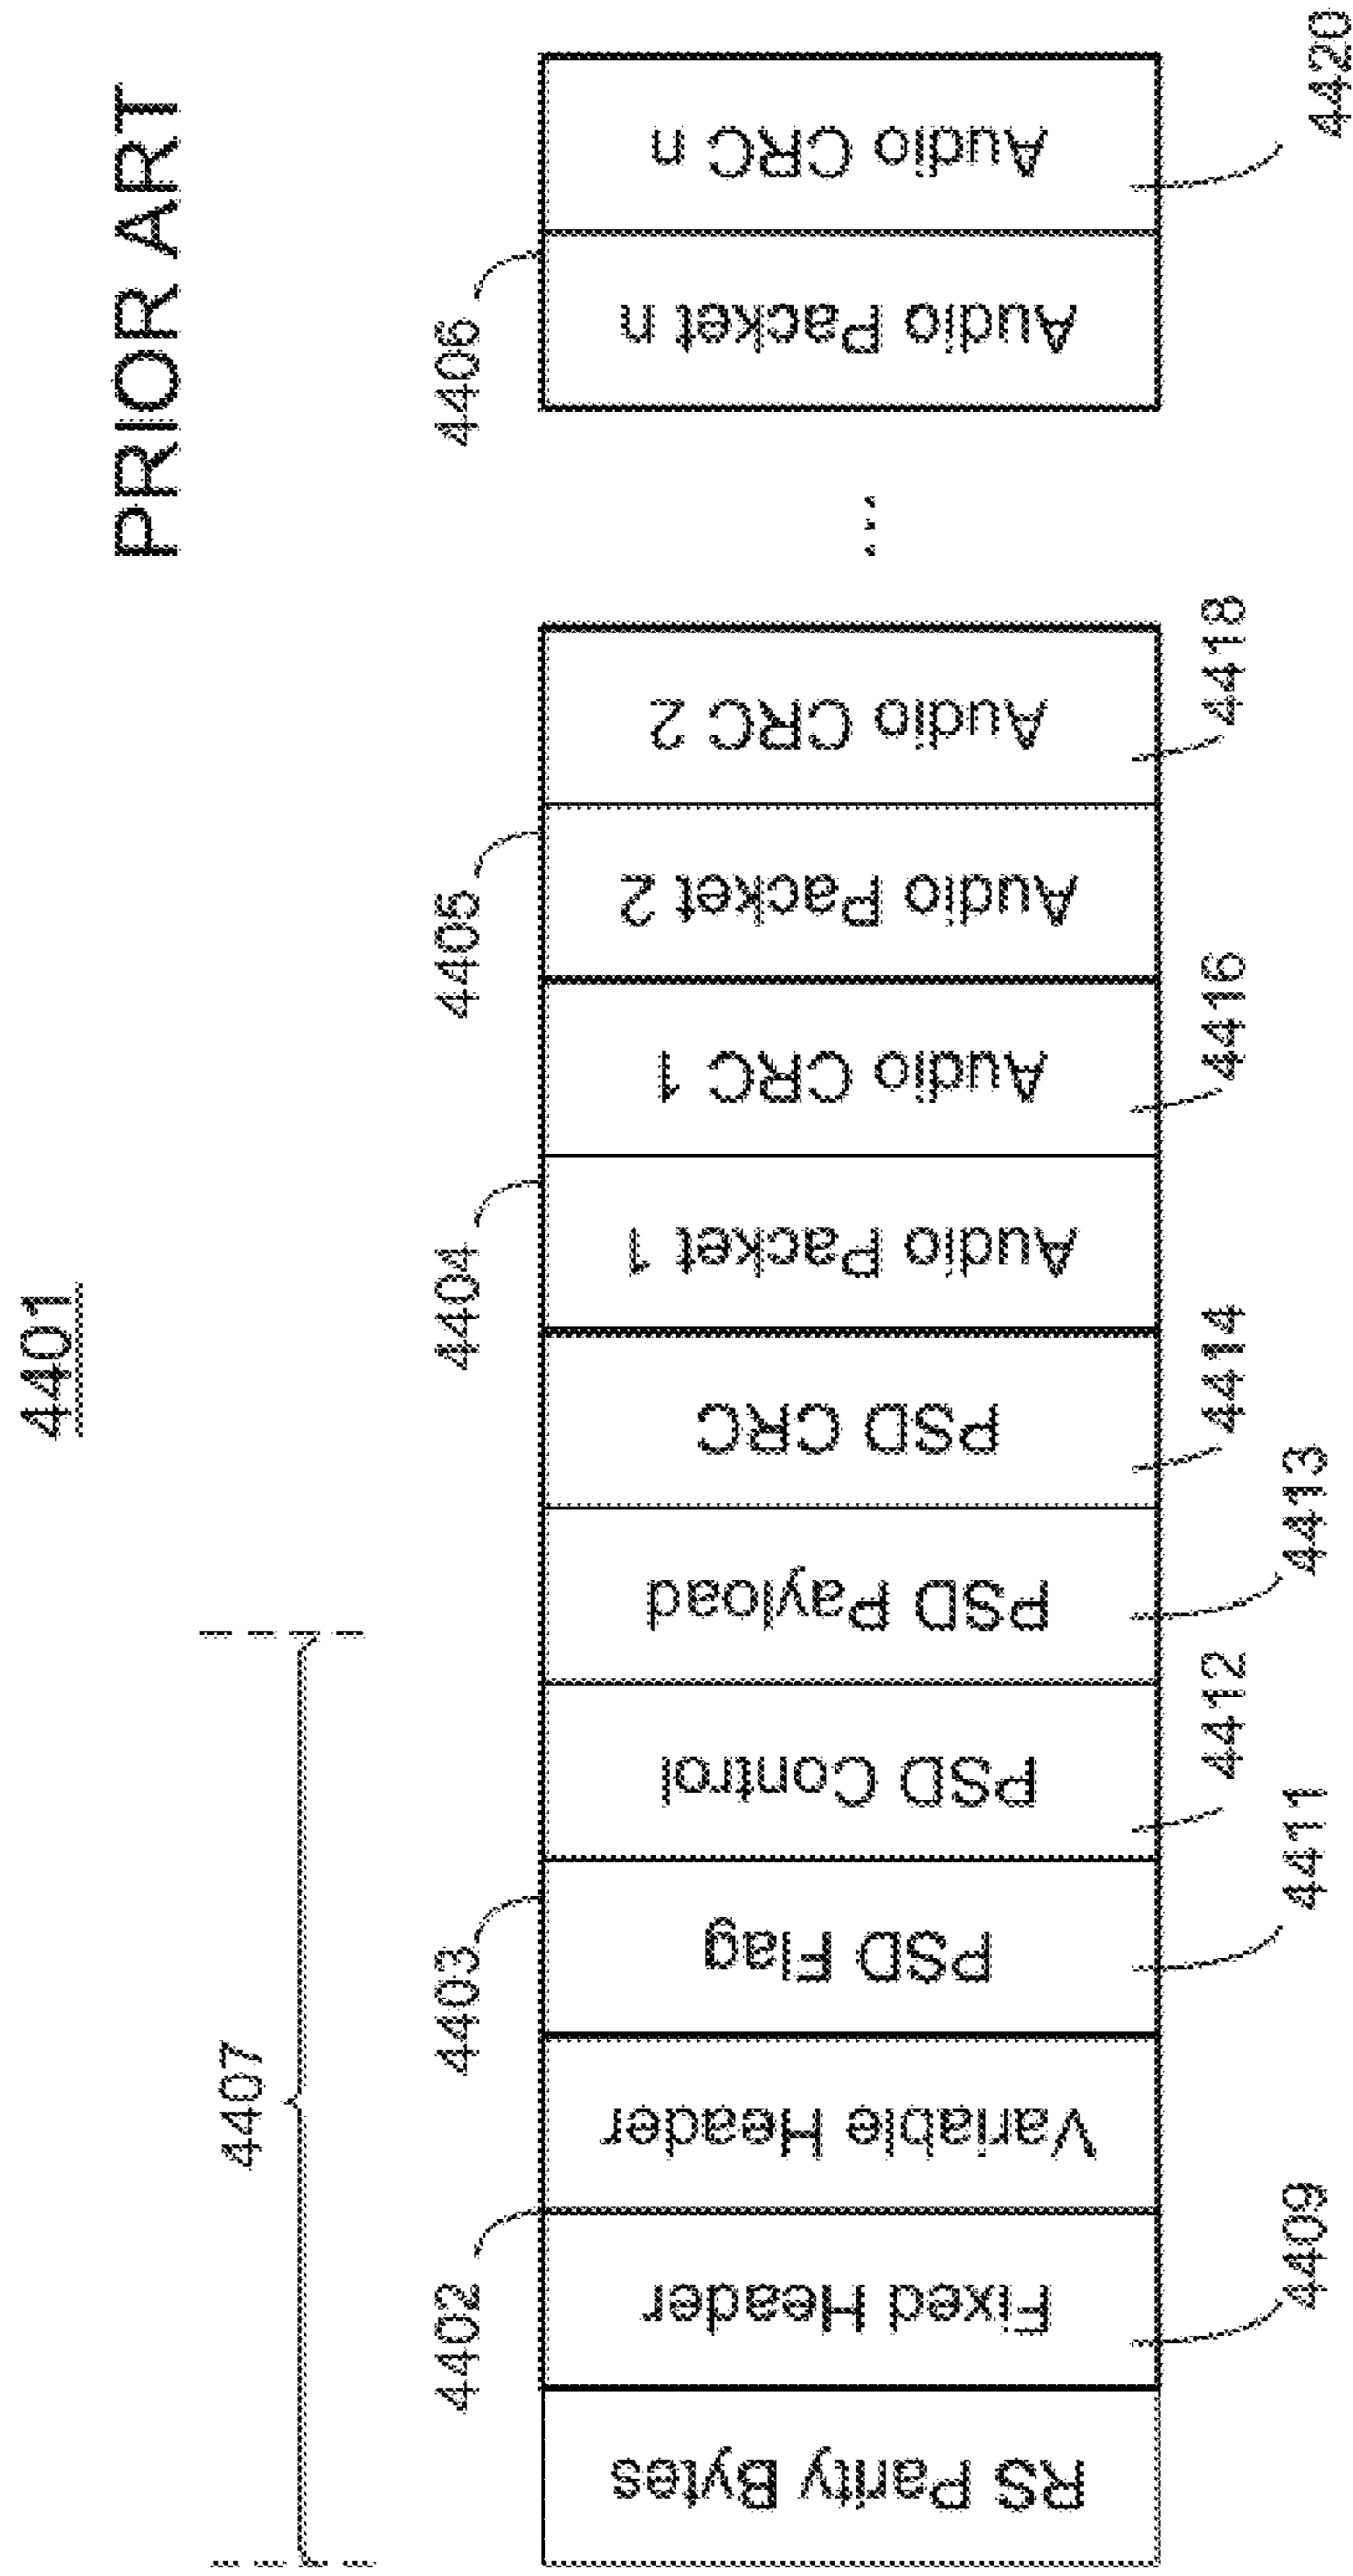 4401
PRIOR ART
4407
4402
4403
4404
4405
4406
RS Parity Bytes
Fixed Header
Variable Header
PSD Flag
PSD Control
PSD Payload
PSD CRC
Audio Packet 1
Audio CRC 1
Audio Packet 2
Audio CRC 2
...
Audio Packet n
Audio CRC n
4409
4411
4412
4413
4414
4416
4418
4420